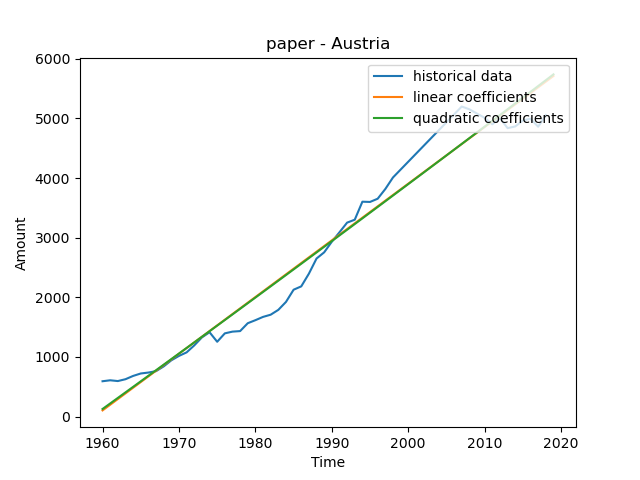 paper - Austria
historical data
linear coefficients
quadratic coefficients
6000
5000
4000
3000
2000
1000
0
Amount
1960 1970 1980 1990 2000 2010 2020
Time